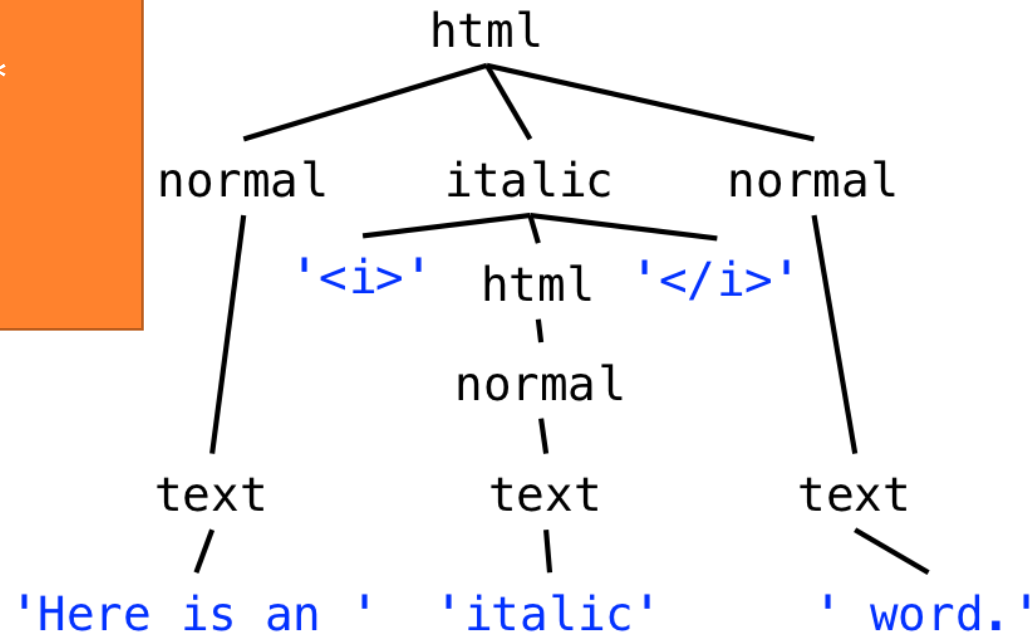 html
<
normal italic normal
'<i>' html '</i>'
normal
text text text
'Here is an ' 'italic' ' word.'